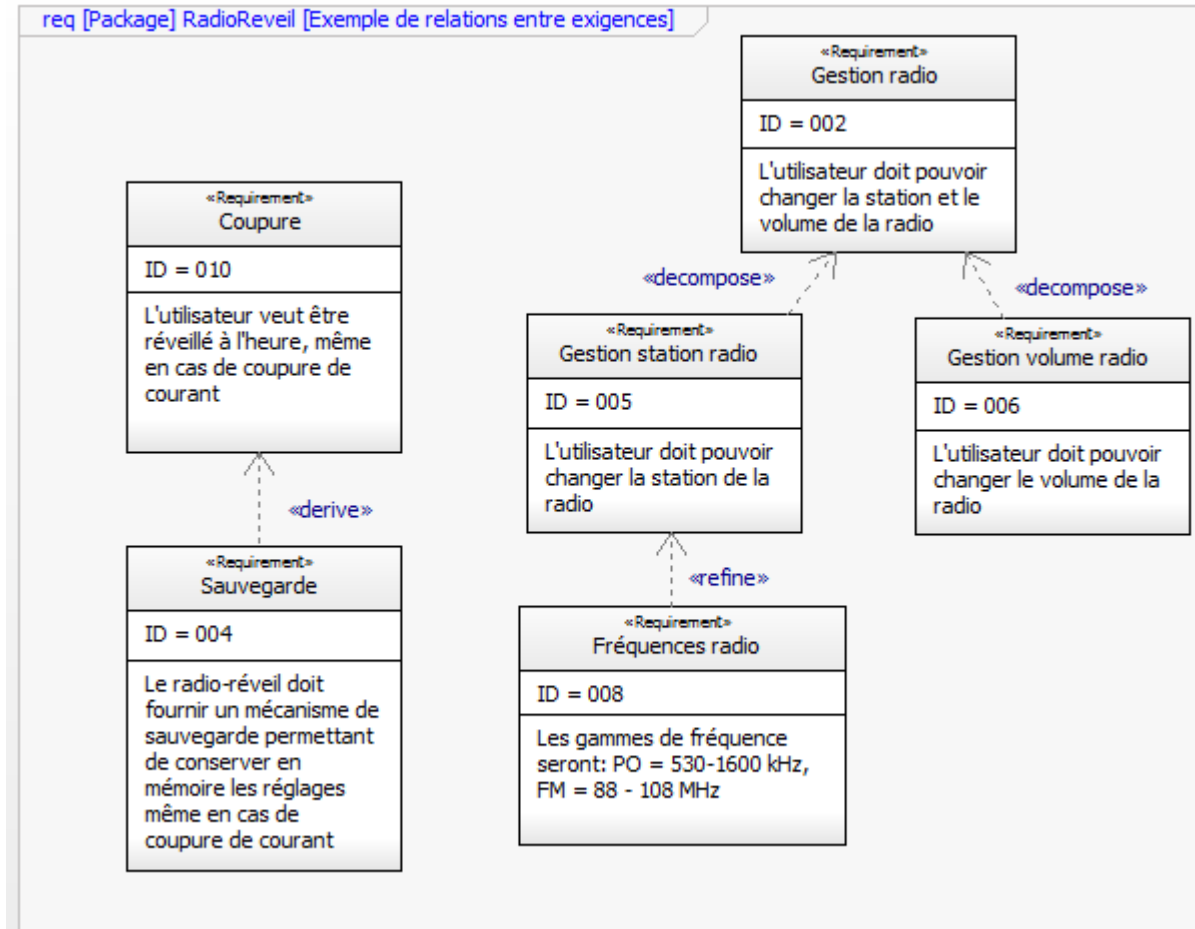 req [Package] RadioReveil [Exemple de relations entre exigences]
«Requirement»
Gestion radio
ID = 002
L'utilisateur doit pouvoir
changer la station et le
volume de la radio
«Requirement»
Coupure
ID = 010
L'utilisateur veut être
réveillé à l'heure, même
en cas de coupure de
courant
«decompose»
«decompose»
«Requirement»
Gestion station radio
ID = 005
L'utilisateur doit pouvoir
changer la station de la
radio
«Requirement»
Gestion volume radio
ID = 006
L'utilisateur doit pouvoir
changer le volume de la
radio
«derive»
«Requirement»
Sauvegarde
ID = 004
Le radio-réveil doit
fournir un mécanisme de
sauvegarde permettant
de conserver en
mémoire les réglages
même en cas de
coupure de courant
«refine»
«Requirement»
Fréquences radio
ID = 008
Les gammes de fréquence
seront: PO = 530-1600 kHz,
FM = 88 - 108 MHz